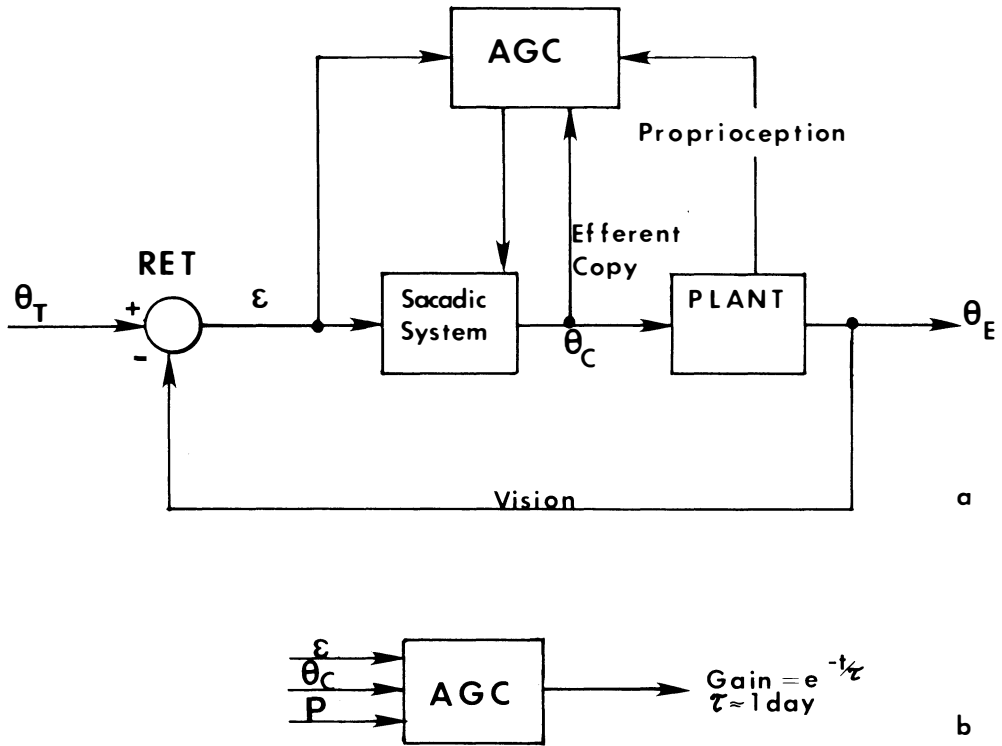 AGC
Proprioception
Efferent
Copy
RET
θT
+
-
ε
Sacadic
System
θC
PLANT
θE
Vision
a
ε
θC
P
AGC
Gain = e -t/τ
τ ≈ 1 day
b